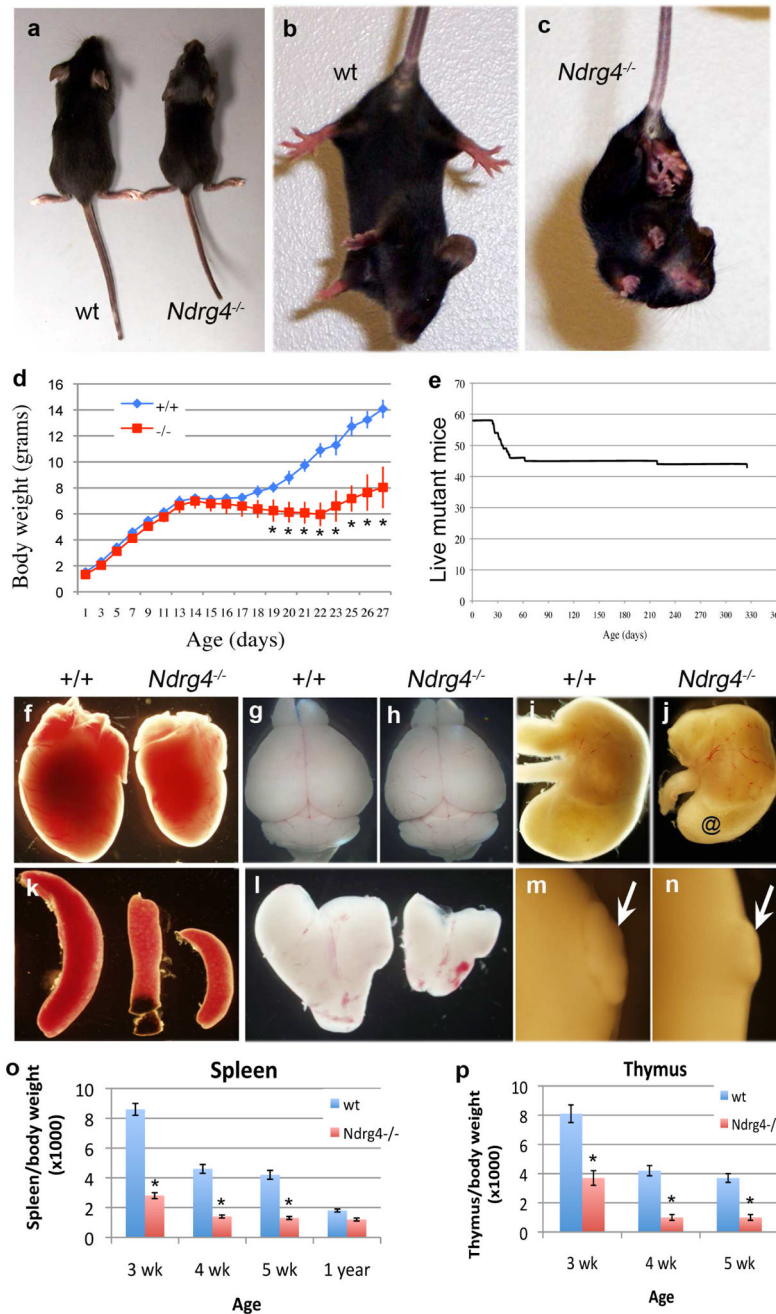 a
wt
Ndrg4-/-
b
wt
c
Ndrg4-/-
d
Body weight (grams)
16
14
12
10
8
6
4
2
0
+/+
-/-
* * * * * * * *
1 3 5 7 9 11 13 14 15 16 17 18 19 20 21 22 23 25 26 27
Age (days)
e
Live mutant mice
70
60
50
40
30
20
10
0
0 30 60 90 120 150 180 210 240 270 300 330
Age (days)
+/+ Ndrg4-/- +/+ Ndrg4-/- +/+ Ndrg4-/-
f
g
h
i
j
@
k
l
m
n
o
Spleen
Spleen/body weight
(x1000)
10
8
6
4
2
0
wt
Ndrg4-/-
* * *
3 wk 4 wk 5 wk 1 year
Age
p
Thymus
Thymus/body weight
(x1000)
10
8
6
4
2
0
wt
Ndrg4-/
* * *
3 wk 4 wk 5 wk
Age